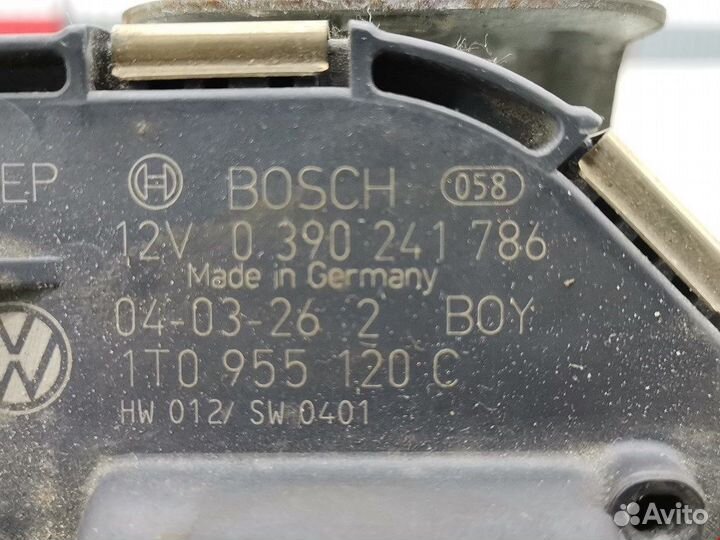 EP BOSCH 058
12V 0 390 241 786
Made in Germany
04-03-26 2 BOY
1T0 955 120 C
HW 012/ SW 0401
Avito